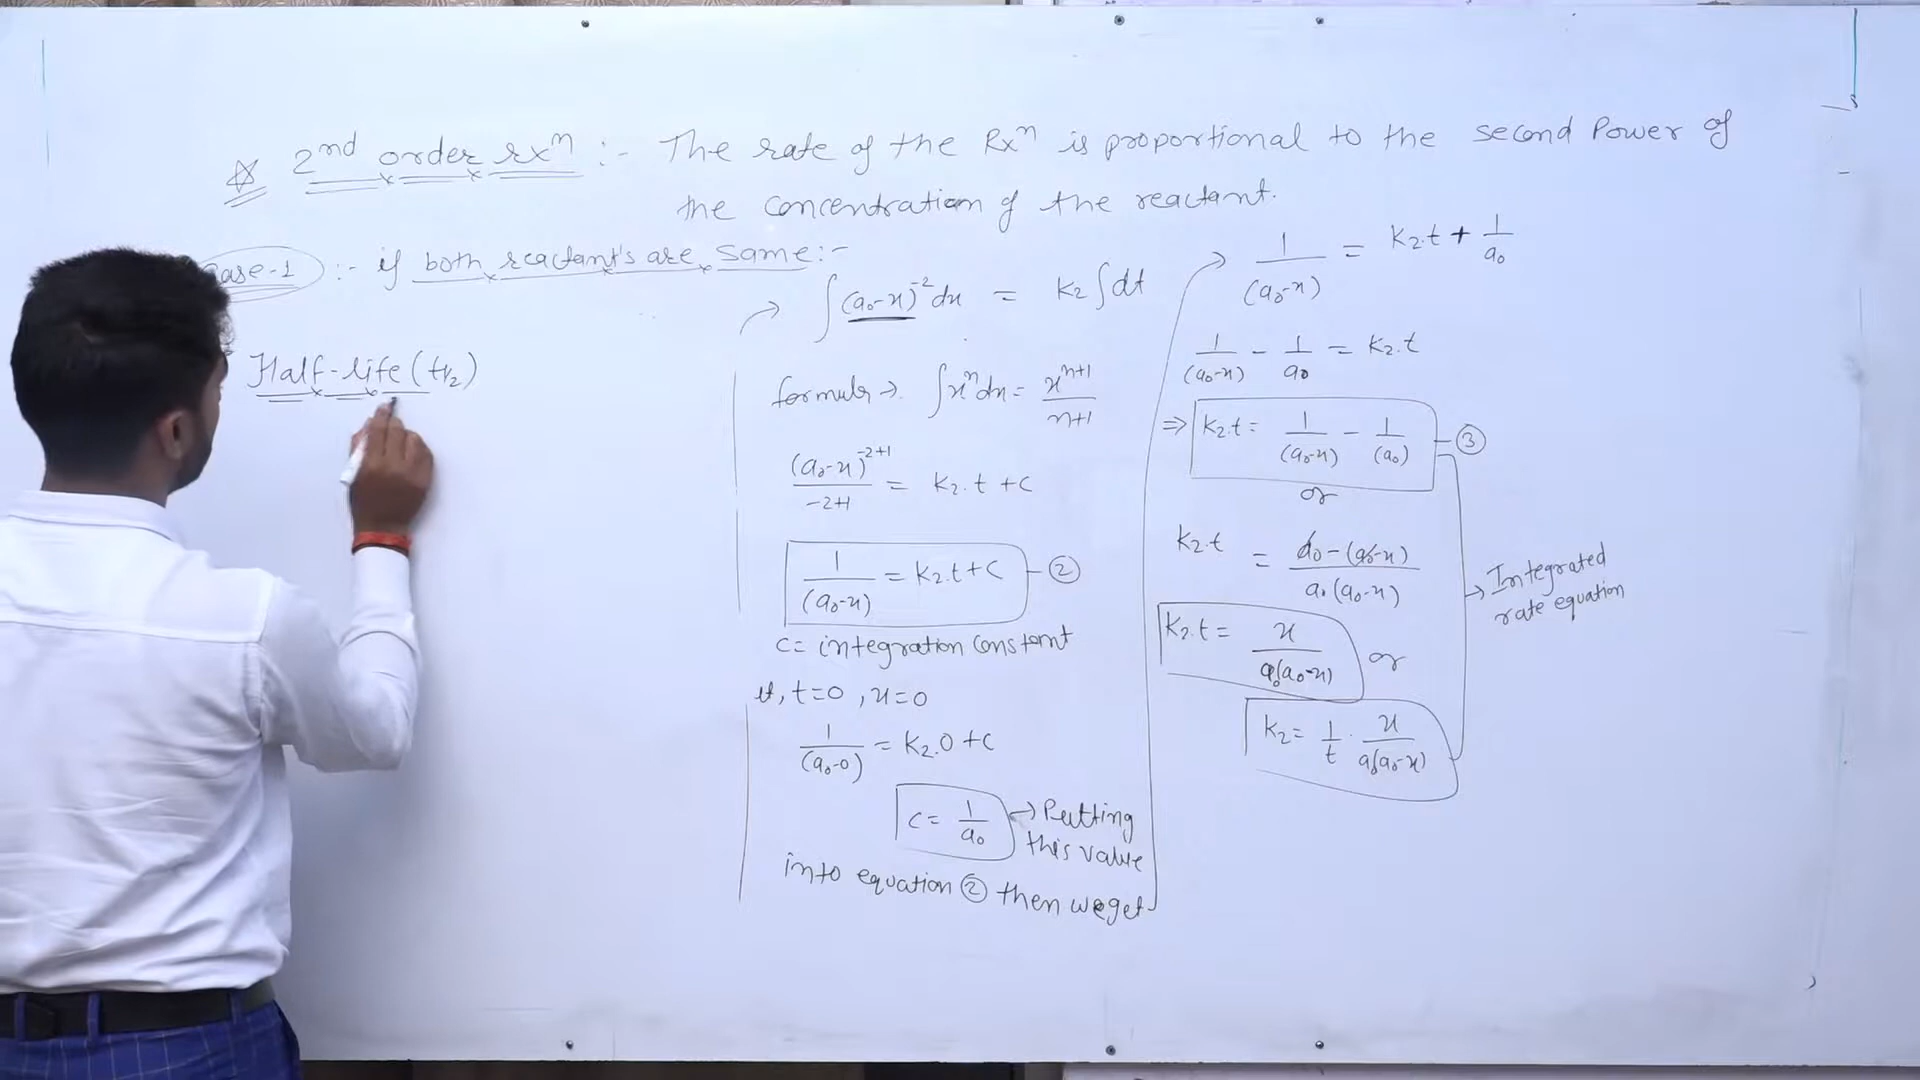 ☆ 2nd order rxn :- The rate of the Rxn is proportional to the second Power of
the concentration of the reactant.
Case-1 :- if both reactant's are same :-
Half-life (t1/2)
∫(a₀-x)⁻²dx = K₂∫dt
formula → ∫xⁿdx = xⁿ⁺¹/n+1
(a₀-x)⁻²⁺¹/-2+1 = K₂.t + C
1/(a₀-x) = K₂.t + C — ②
C = integration constant
if, t=0, x=0
1/(a₀-0) = K₂.0 + C
C = 1/a₀ → Putting
this value
into equation ② then we get
1/(a₀-x) = K₂.t + 1/a₀
1/(a₀-x) - 1/a₀ = K₂.t
⇒ K₂.t = 1/(a₀-x) - 1/(a₀) — ③
or
K₂.t = a₀-(a₀-x)/a₀(a₀-x)
K₂.t = x/a₀(a₀-x) or
K₂ = 1/t . x/a₀(a₀-x)
→ Integrated
rate equation